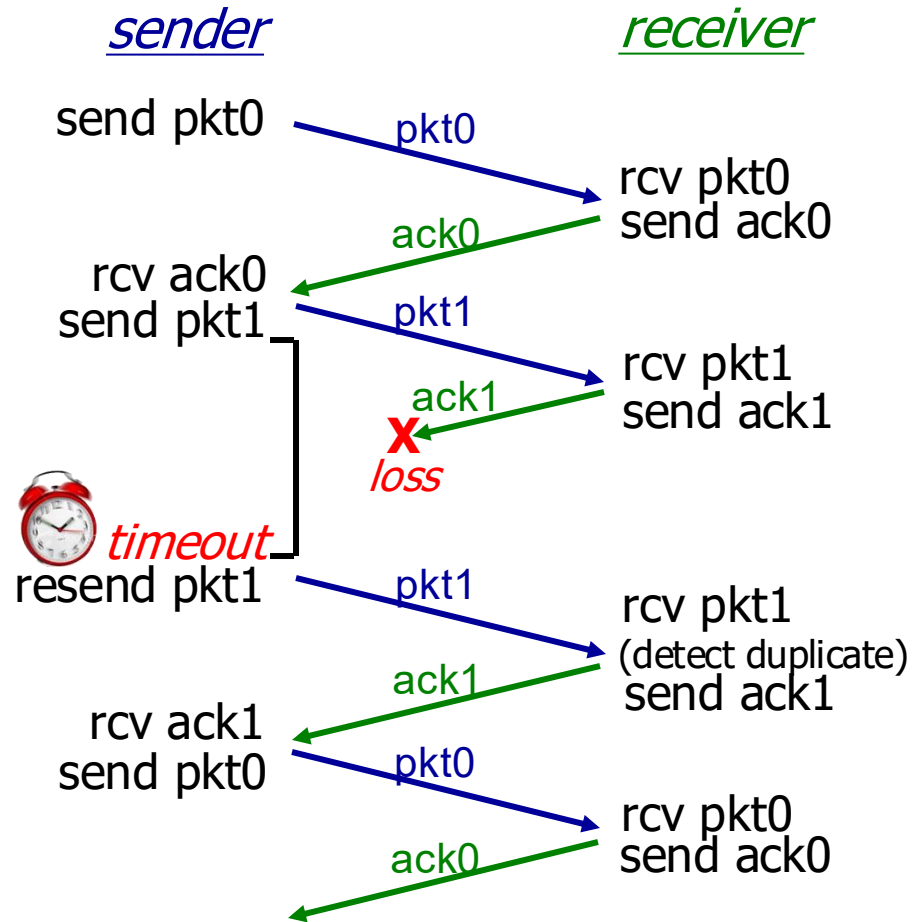 sender
receiver
send pkt0
pkt0
rcv pkt0
send ack0
ack0
rcv ack0
send pkt1
pkt1
rcv pkt1
send ack1
ack1
X
loss
timeout
resend pkt1
pkt1
rcv pkt1
(detect duplicate)
send ack1
ack1
rcv ack1
send pkt0
pkt0
rcv pkt0
send ack0
ack0